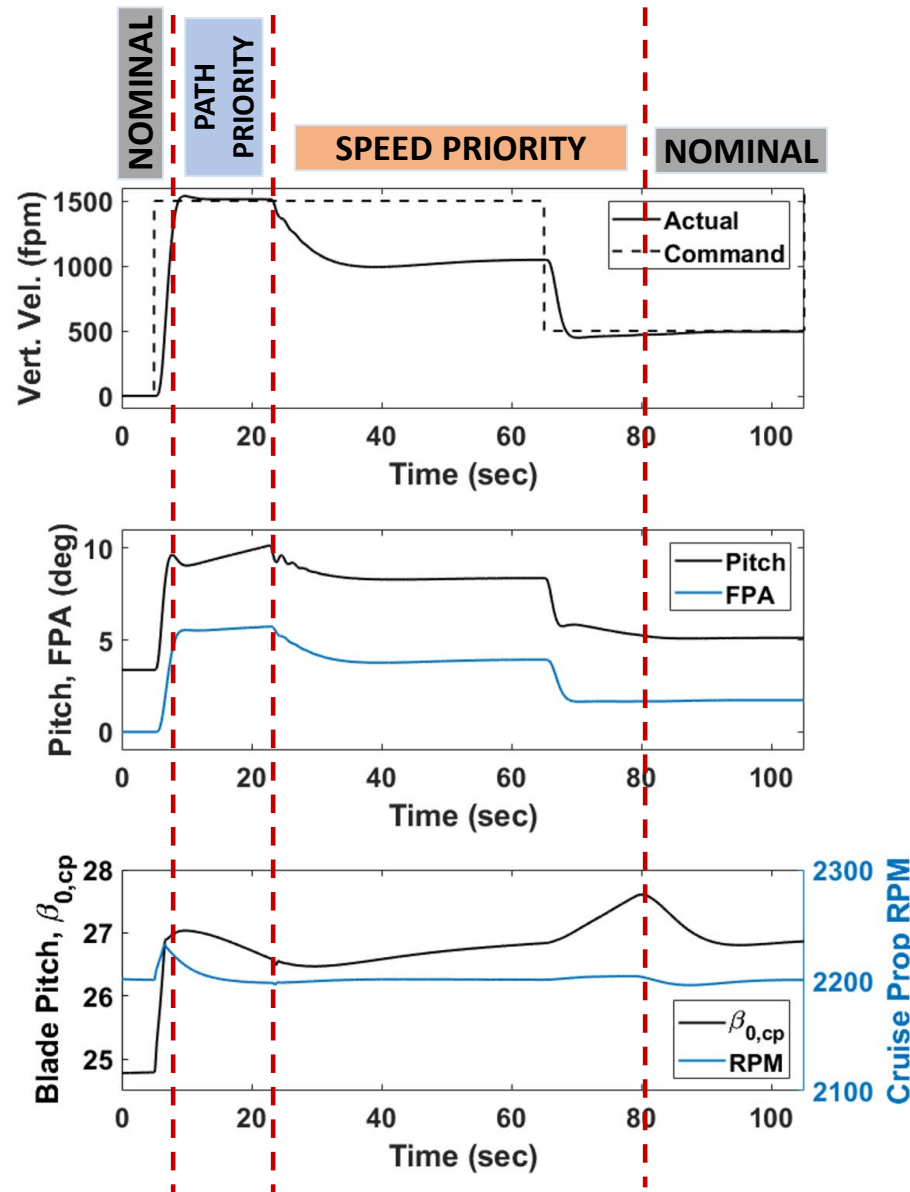 NOMINAL
PATH
PRIORITY
SPEED PRIORITY
NOMINAL
Vert. Vel. (fpm)
1500
1000
500
0
Actual
Command
0 20 40 60 80 100
Time (sec)
Pitch, FPA (deg)
10
5
0
Pitch
FPA
0 20 40 60 80 100
Time (sec)
Blade Pitch, β0,cp
28
27
26
25
2300
2200
2100
Cruise Prop RPM
β0,cp
RPM
0 20 40 60 80 100
Time (sec)